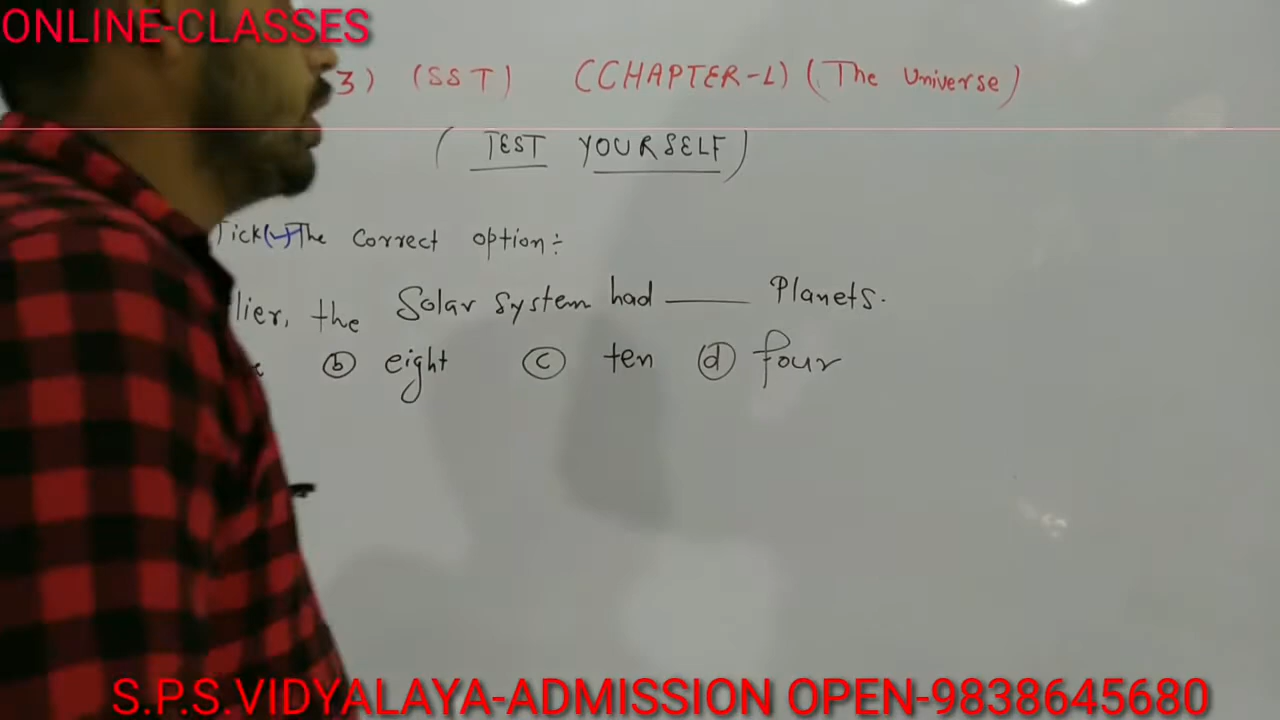 ONLINE-CLASSES
3) (SST) (CHAPTER-1) (The Universe)
(TEST YOURSELF)
Tick(✓) The correct option:-
lier, the Solar system had ___ Planets.
ⓑ eight ⓒ ten ⓓ four
S.P.S.VIDYALAYA-ADMISSION OPEN-9838645680